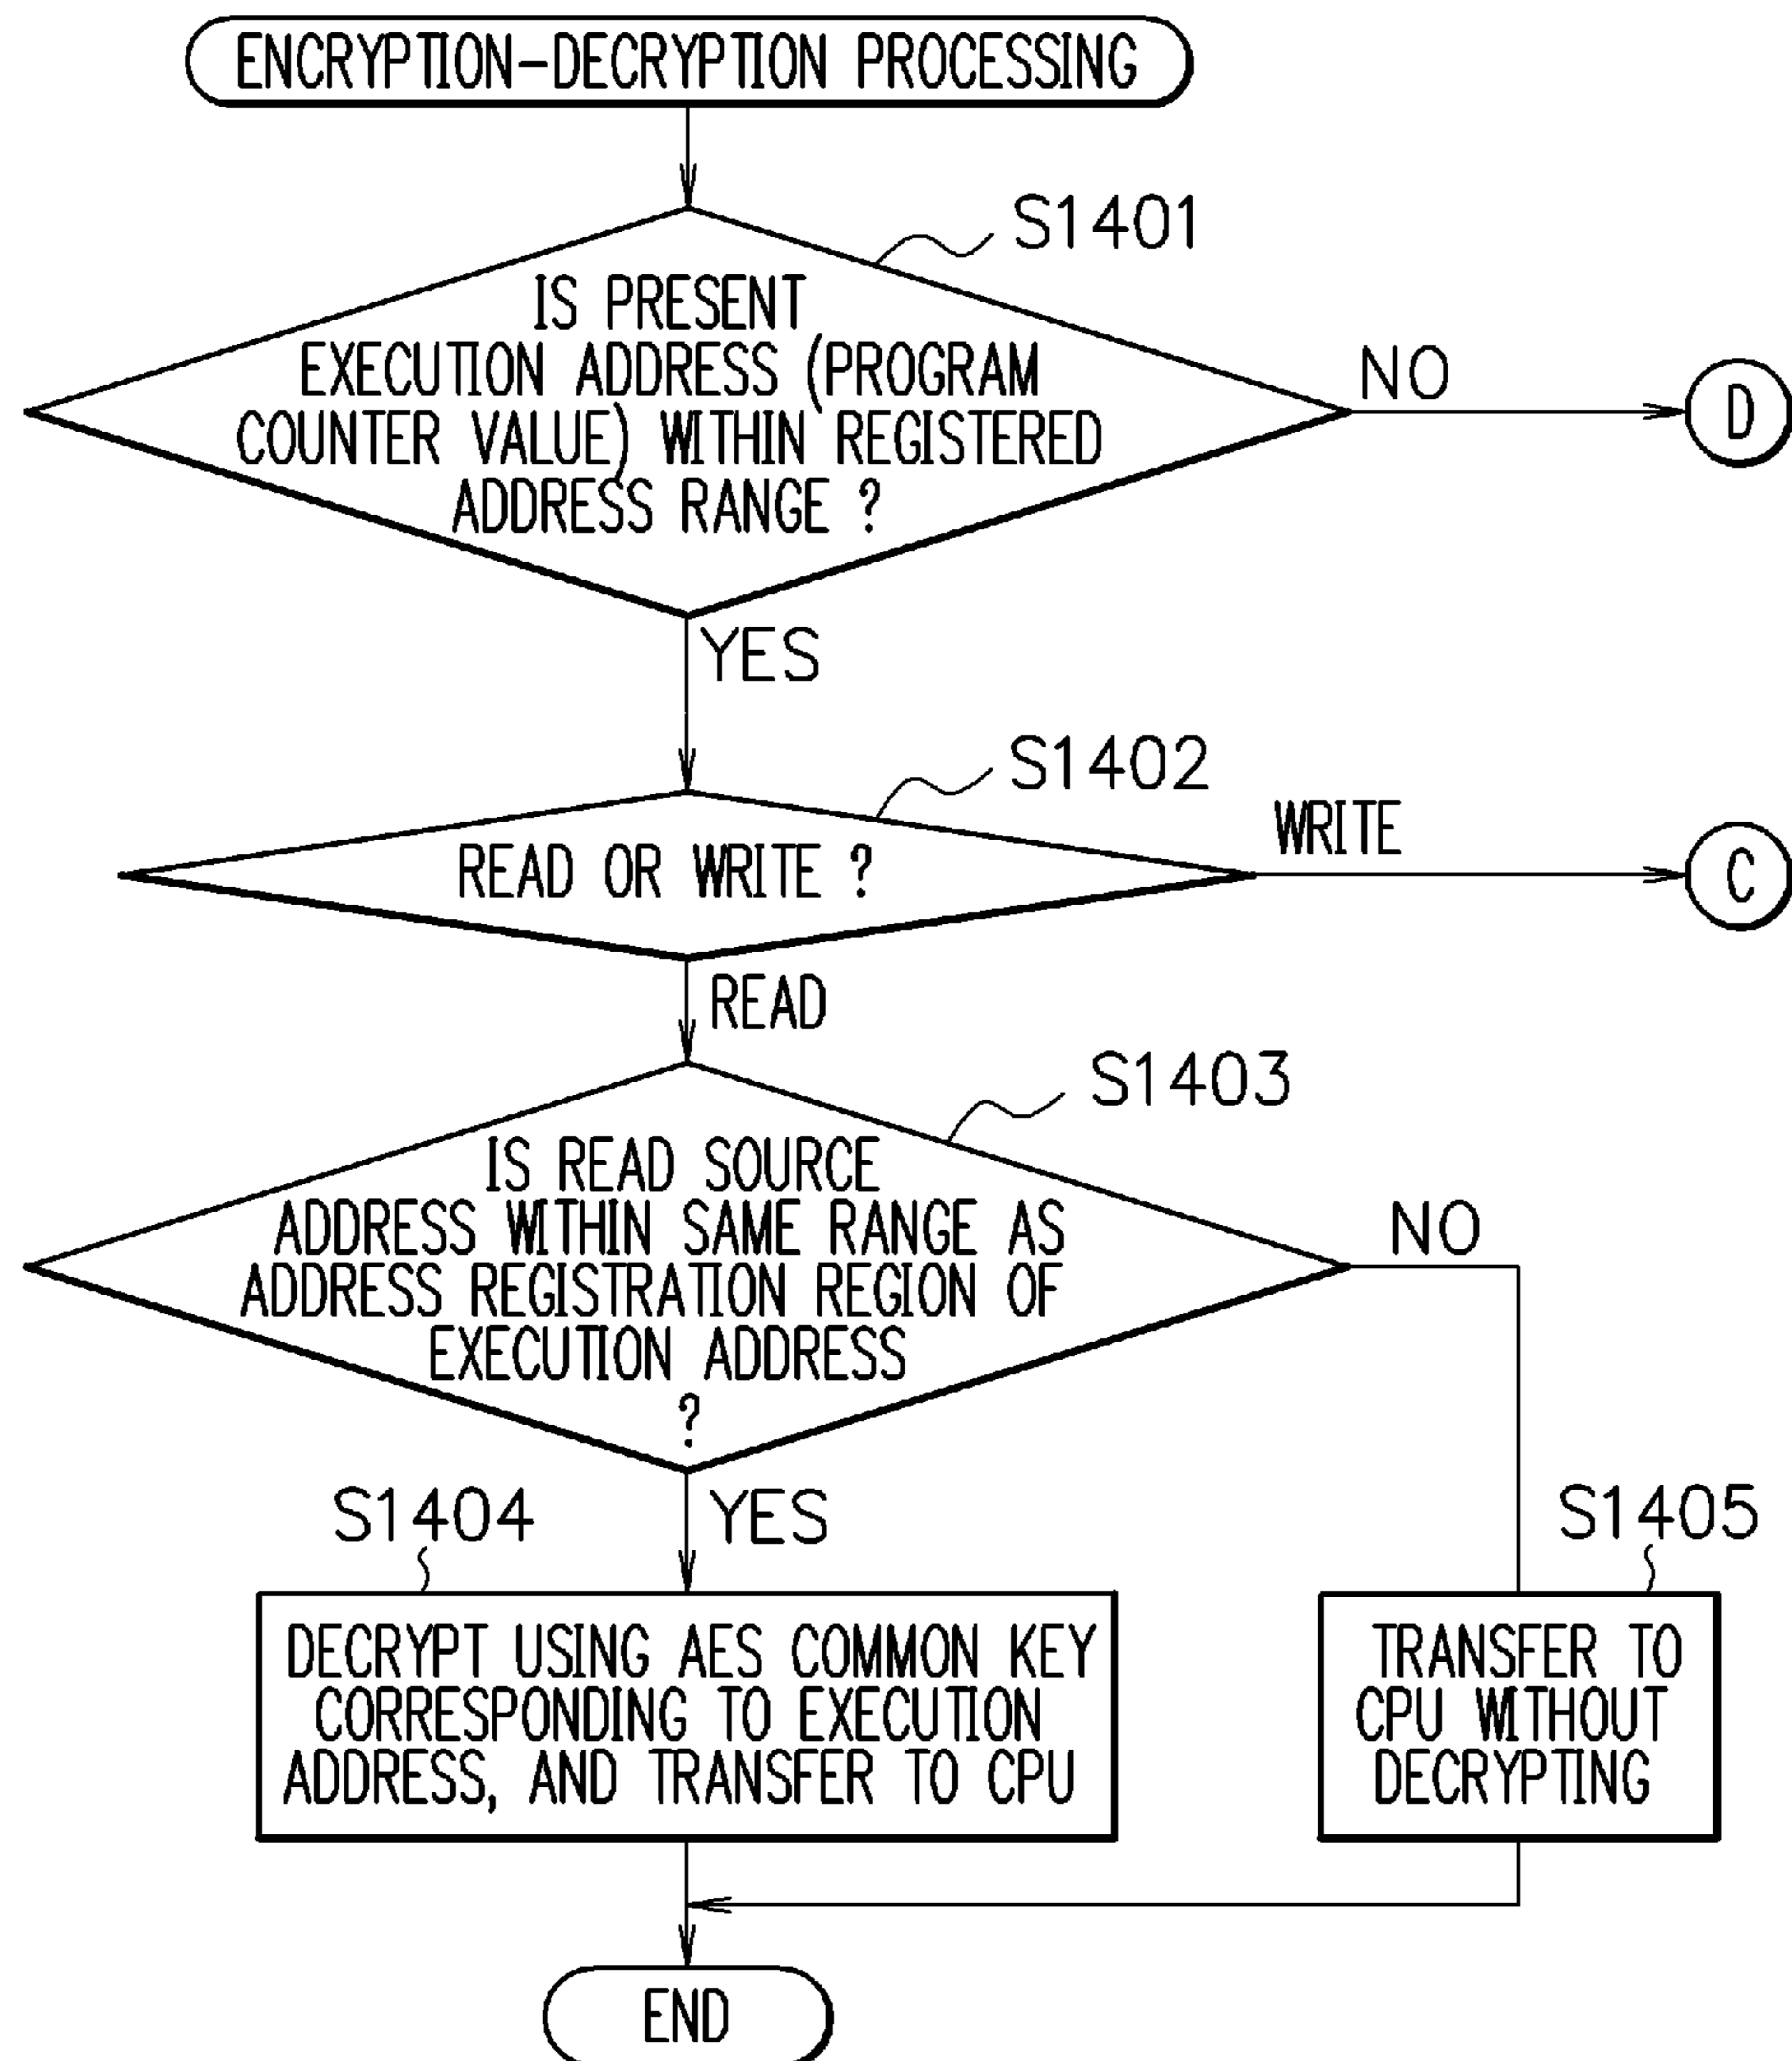 ENCRYPTION-DECRYPTION PROCESSING
S1401
IS PRESENT
EXECUTION ADDRESS (PROGRAM
COUNTER VALUE) WITHIN REGISTERED
ADDRESS RANGE ?
NO
D
YES
S1402
READ OR WRITE ?
WRITE
C
READ
S1403
IS READ SOURCE
ADDRESS WITHIN SAME RANGE AS
ADDRESS REGISTRATION REGION OF
EXECUTION ADDRESS
?
NO
YES
S1404
DECRYPT USING AES COMMON KEY
CORRESPONDING TO EXECUTION
ADDRESS, AND TRANSFER TO CPU
S1405
TRANSFER TO
CPU WITHOUT
DECRYPTING
END